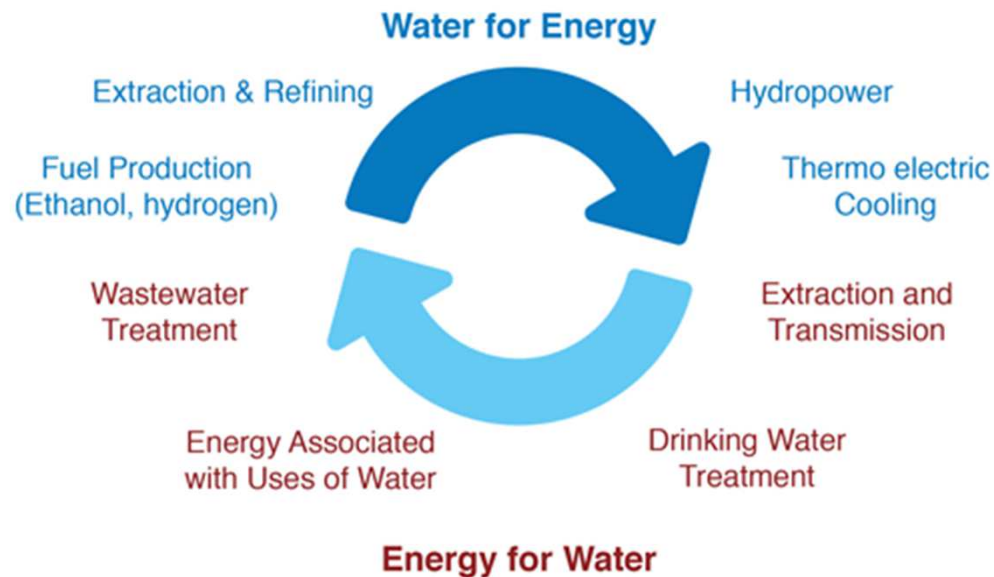 Water for Energy
Extraction & Refining
Hydropower
Fuel Production
(Ethanol, hydrogen)
Thermo electric
Cooling
Wastewater
Treatment
Extraction and
Transmission
Energy Associated
with Uses of Water
Drinking Water
Treatment
Energy for Water